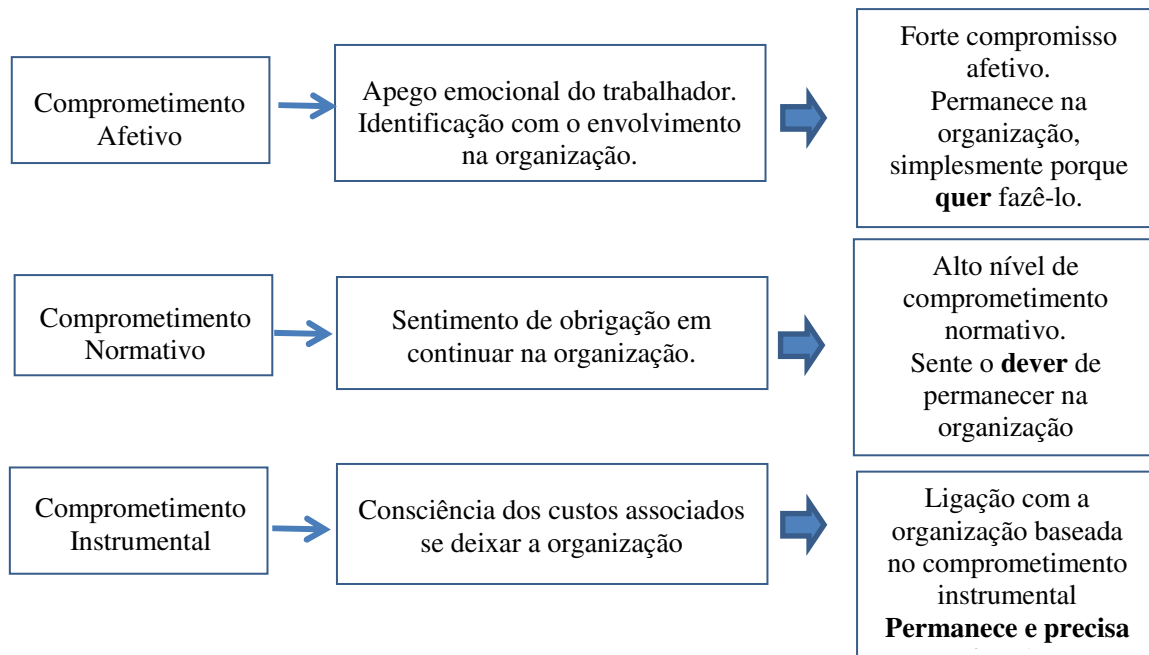 Comprometimento
Afetivo
Apego emocional do trabalhador.
Identificação com o envolvimento
na organização.
Forte compromisso
afetivo.
Permanece na
organização,
simplesmente porque
quer fazê-lo.
Comprometimento
Normativo
Sentimento de obrigação em
continuar na organização.
Alto nível de
comprometimento
normativo.
Sente o dever de
permanecer na
organização
Comprometimento
Instrumental
Consciência dos custos associados
se deixar a organização
Ligação com a
organização baseada
no comprometimento
instrumental
Permanece e precisa